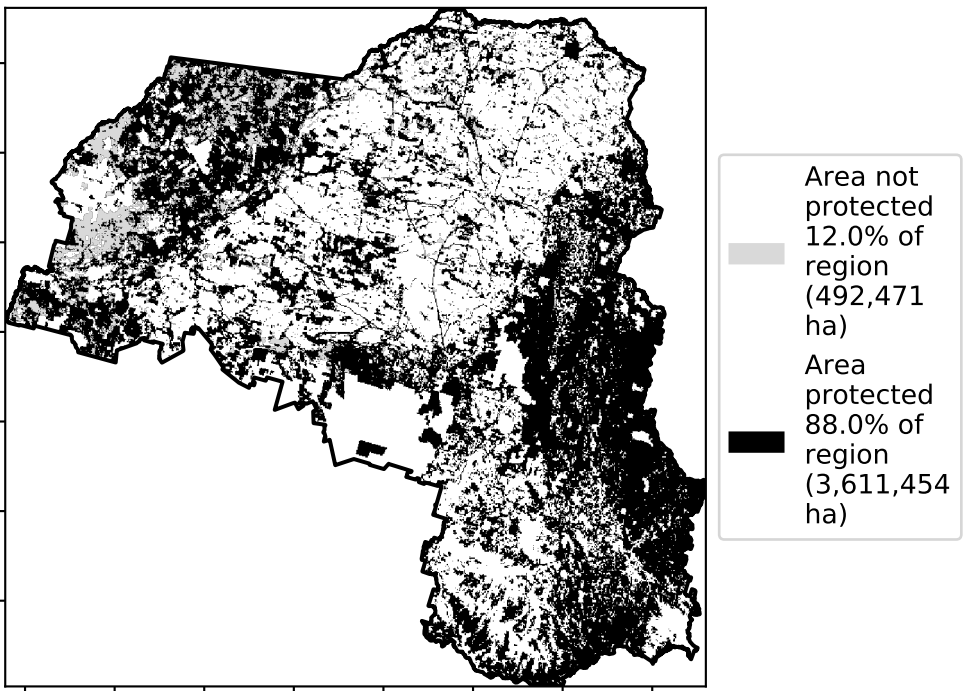 Area not
protected
12.0% of
region
(492,471
ha)
Area
protected
88.0% of
region
(3,611,454
ha)